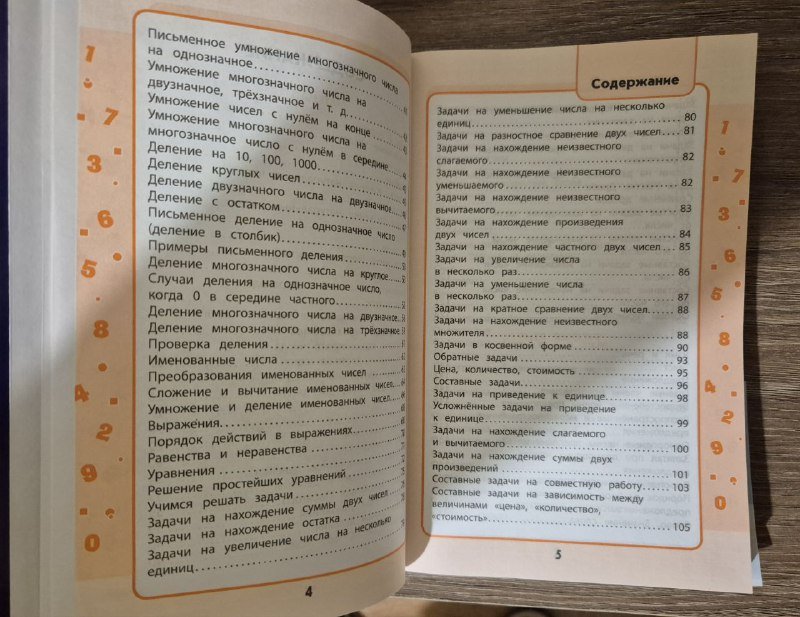 Письменное умножение многозначного числа
на однозначное
Умножение многозначного числа на
двузначное, трёхзначное и т. д.
Умножение чисел с нулём на конце
Умножение многозначного числа на
многозначное число с нулём в середине
Деление на 10, 100, 1000
Деление круглых чисел
Деление двузначного числа на двузначное
Деление с остатком
Письменное деление на однозначное число
(деление в столбик)
Примеры письменного деления
Деление многозначного числа на круглое
Случаи деления на однозначное число,
когда 0 в середине частного
Деление многозначного числа на двузначное
Деление многозначного числа на трёхзначное
Проверка деления
Именованные числа
Преобразования именованных чисел
Сложение и вычитание именованных чисел
Умножение и деление именованных чисел
Выражения
Порядок действий в выражениях
Равенства и неравенства
Уравнения
Решение простейших уравнений
Учимся решать задачи
Задачи на нахождение суммы двух чисел
Задачи на нахождение остатка
Задачи на увеличение числа на несколько
единиц
4
Содержание
Задачи на уменьшение числа на несколько
единиц 80
Задачи на разностное сравнение двух чисел 81
Задачи на нахождение неизвестного
слагаемого 82
Задачи на нахождение неизвестного
уменьшаемого 82
Задачи на нахождение неизвестного
вычитаемого 83
Задачи на нахождение произведения
двух чисел 84
Задачи на нахождение частного двух чисел 85
Задачи на увеличение числа
в несколько раз 86
Задачи на уменьшение числа
в несколько раз 87
Задачи на кратное сравнение двух чисел 88
Задачи на нахождение неизвестного
множителя 88
Задачи в косвенной форме 90
Обратные задачи 93
Цена, количество, стоимость 95
Составные задачи 96
Задачи на приведение к единице 98
Усложнённые задачи на приведение
к единице 99
Задачи на нахождение слагаемого
и вычитаемого 100
Задачи на нахождение суммы двух
произведений 101
Составные задачи на совместную работу 103
Составные задачи на зависимость между
величинами «цена», «количество»,
«стоимость» 105
5